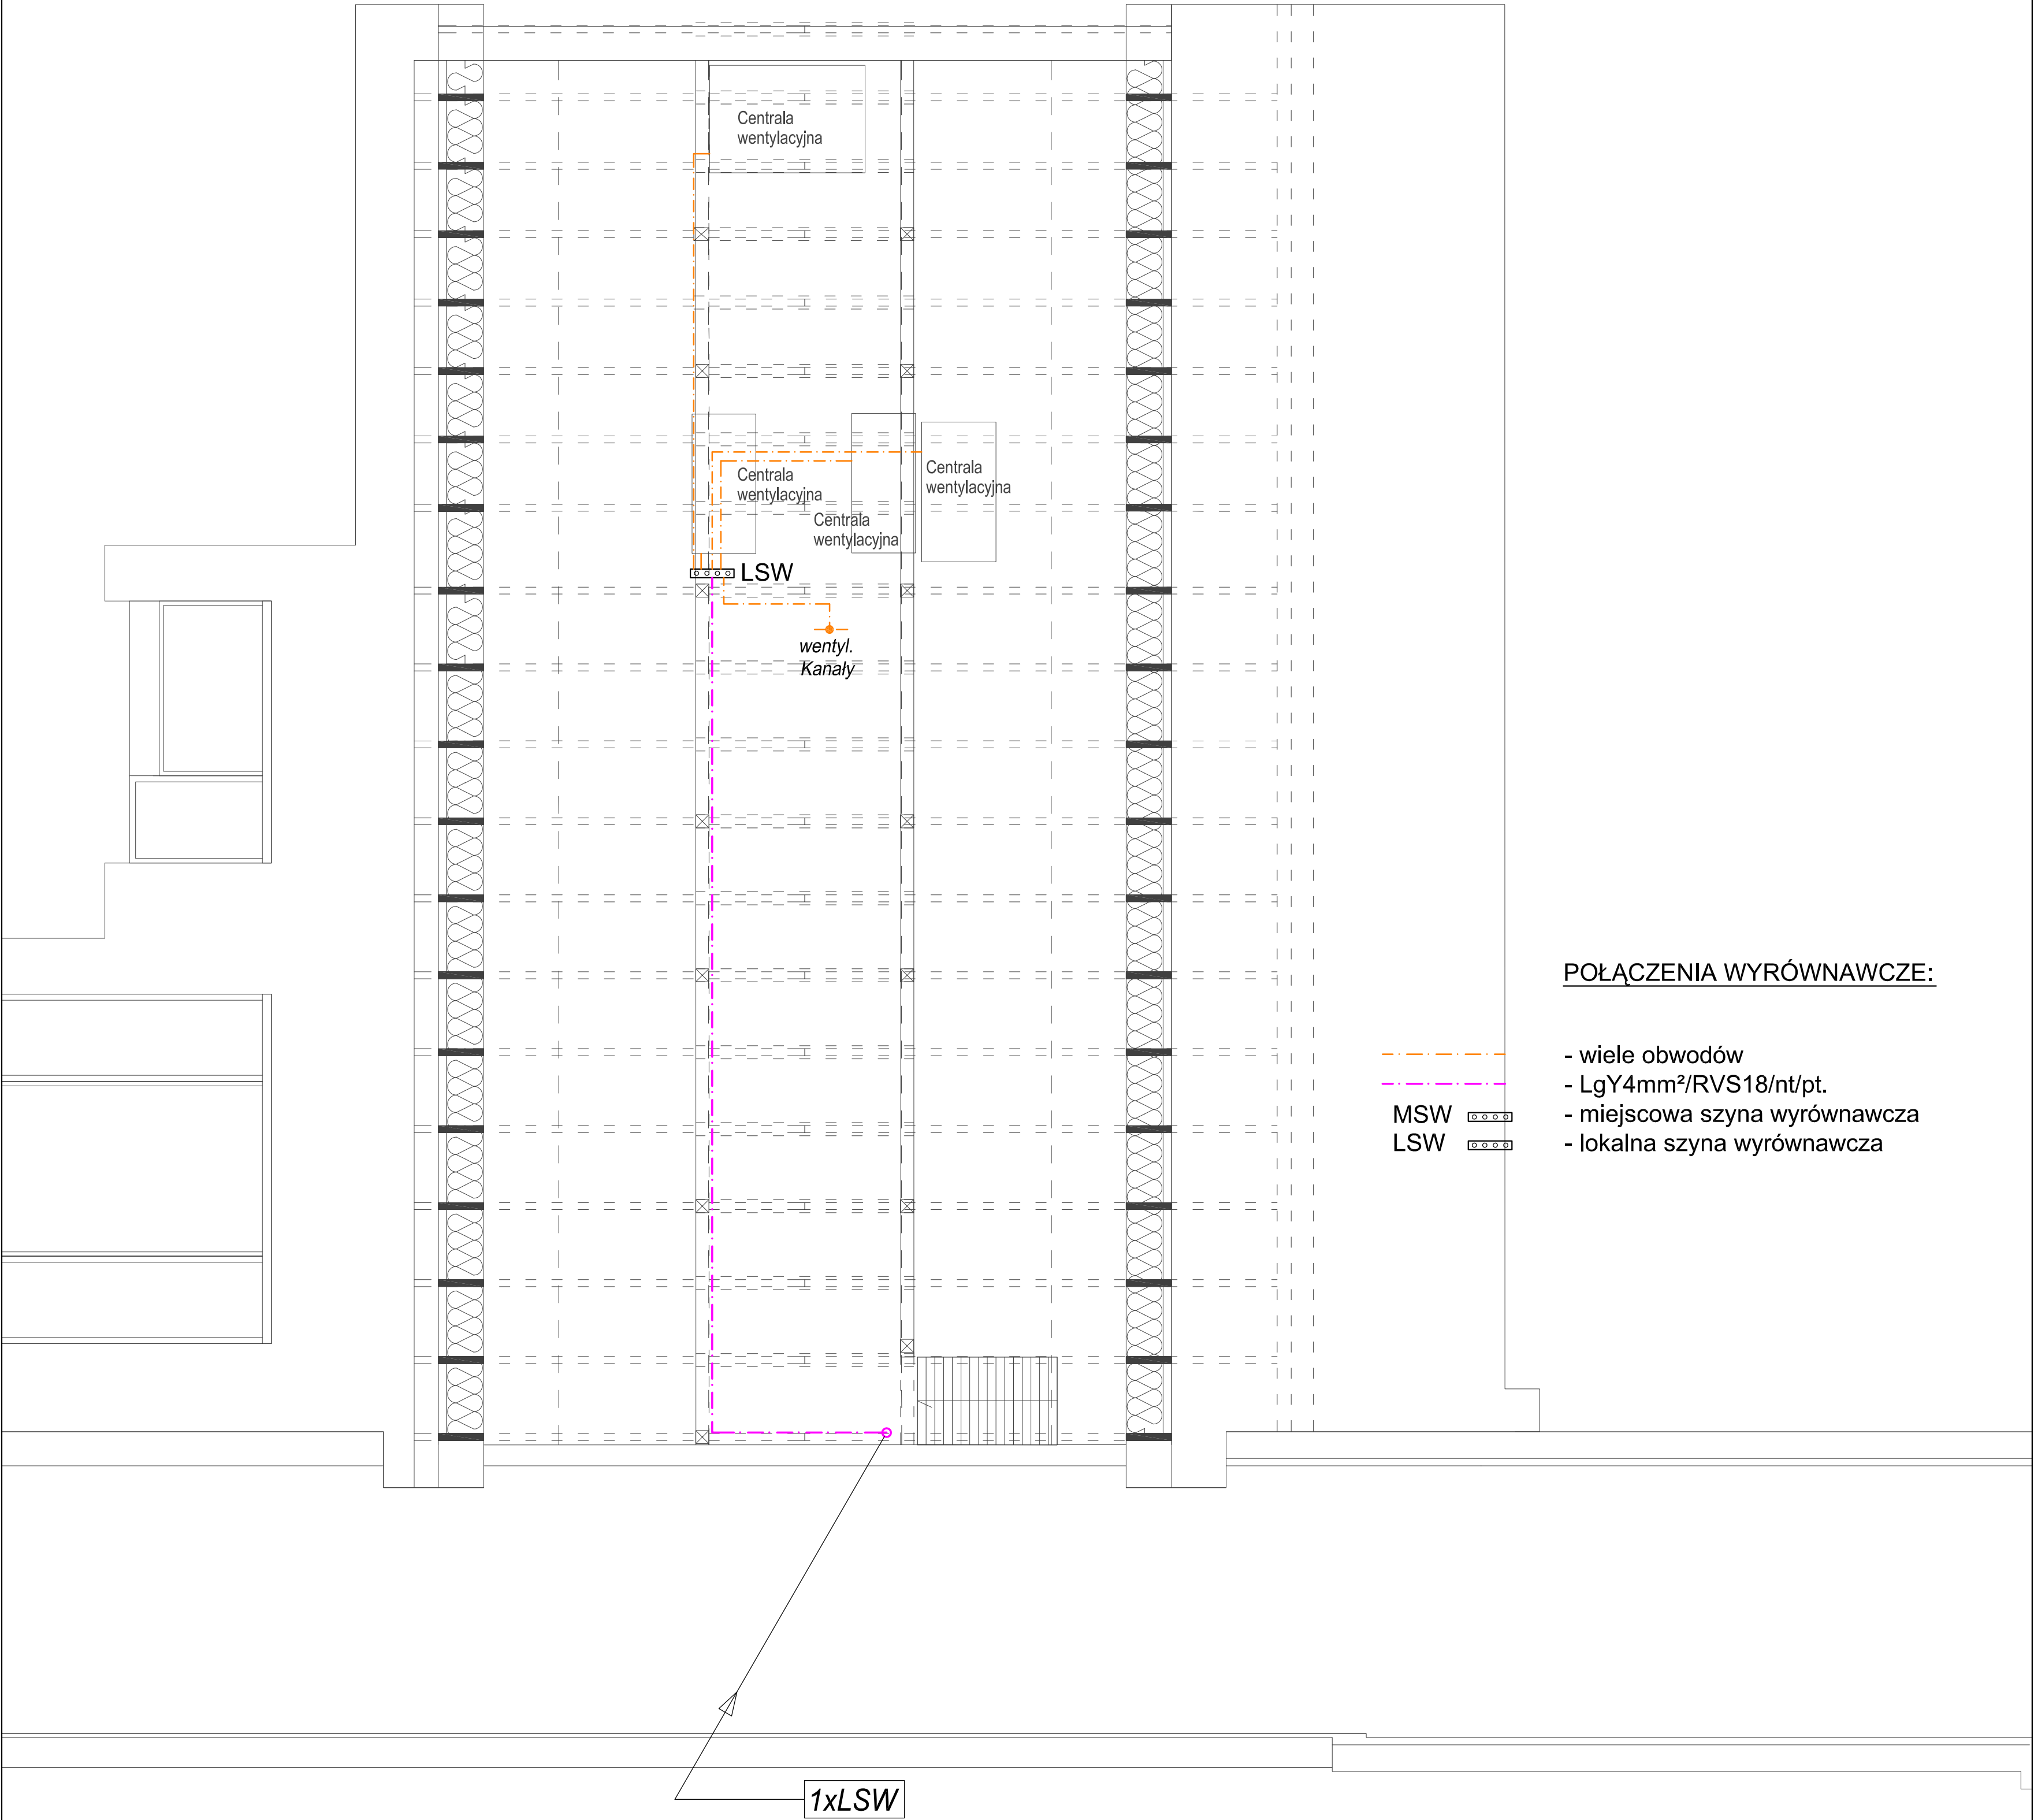 Centrala
wentylacyjna
Centrala
wentylacyjna
Centrala
wentylacyjna
Centrala
wentylacyjna
LSW
wentyl.
Kanały
POŁĄCZENIA WYRÓWNAWCZE:
- wiele obwodów
- LgY4mm²/RVS18/nt/pt.
MSW - miejscowa szyna wyrównawcza
LSW - lokalna szyna wyrównawcza
1xLSW